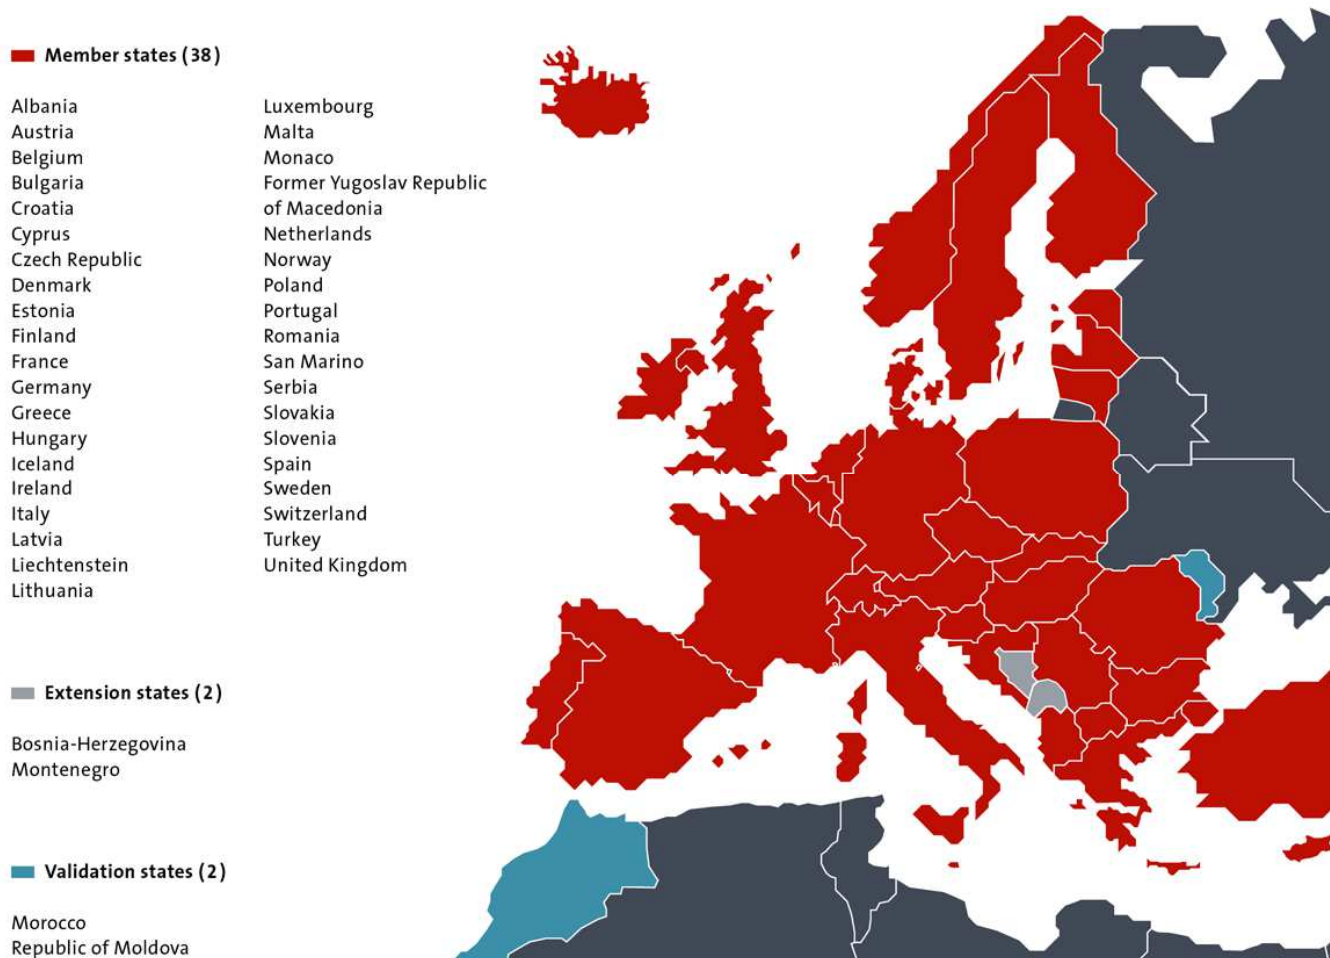 Member states (38)
Albania
Austria
Belgium
Bulgaria
Croatia
Cyprus
Czech Republic
Denmark
Estonia
Finland
France
Germany
Greece
Hungary
Iceland
Ireland
Italy
Latvia
Liechtenstein
Lithuania
Luxembourg
Malta
Monaco
Former Yugoslav Republic
of Macedonia
Netherlands
Norway
Poland
Portugal
Romania
San Marino
Serbia
Slovakia
Slovenia
Spain
Sweden
Switzerland
Turkey
United Kingdom
Extension states (2)
Bosnia-Herzegovina
Montenegro
Validation states (2)
Morocco
Republic of Moldova